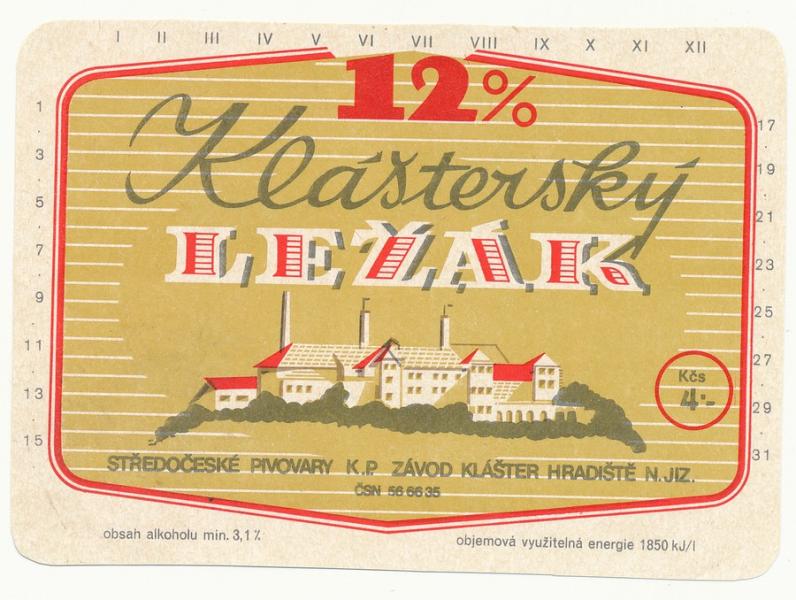 I II III IV V VI VII VIII IX X XI XII
12%
Klášterský
LEŽÁK
1
3
5
7
9
11
13
15
17
19
21
23
25
27
29
31
Kčs
4·-
STŘEDOČESKÉ PIVOVARY K.P. ZÁVOD KLÁŠTER HRADIŠTĚ N.JIZ.
ČSN 56 66 35
obsah alkoholu min. 3,1%
objemová využitelná energie 1850 kJ/l